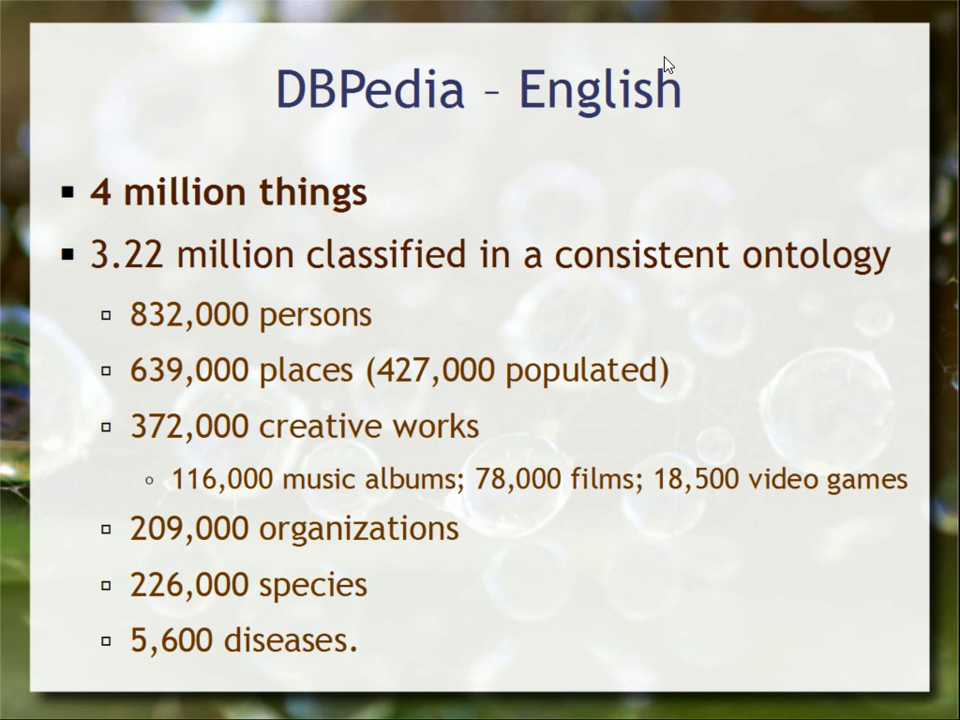 DBPedia – English
4 million things
3.22 million classified in a consistent ontology
832,000 persons
639,000 places (427,000 populated)
372,000 creative works
116,000 music albums; 78,000 films; 18,500 video games
209,000 organizations
226,000 species
5,600 diseases.